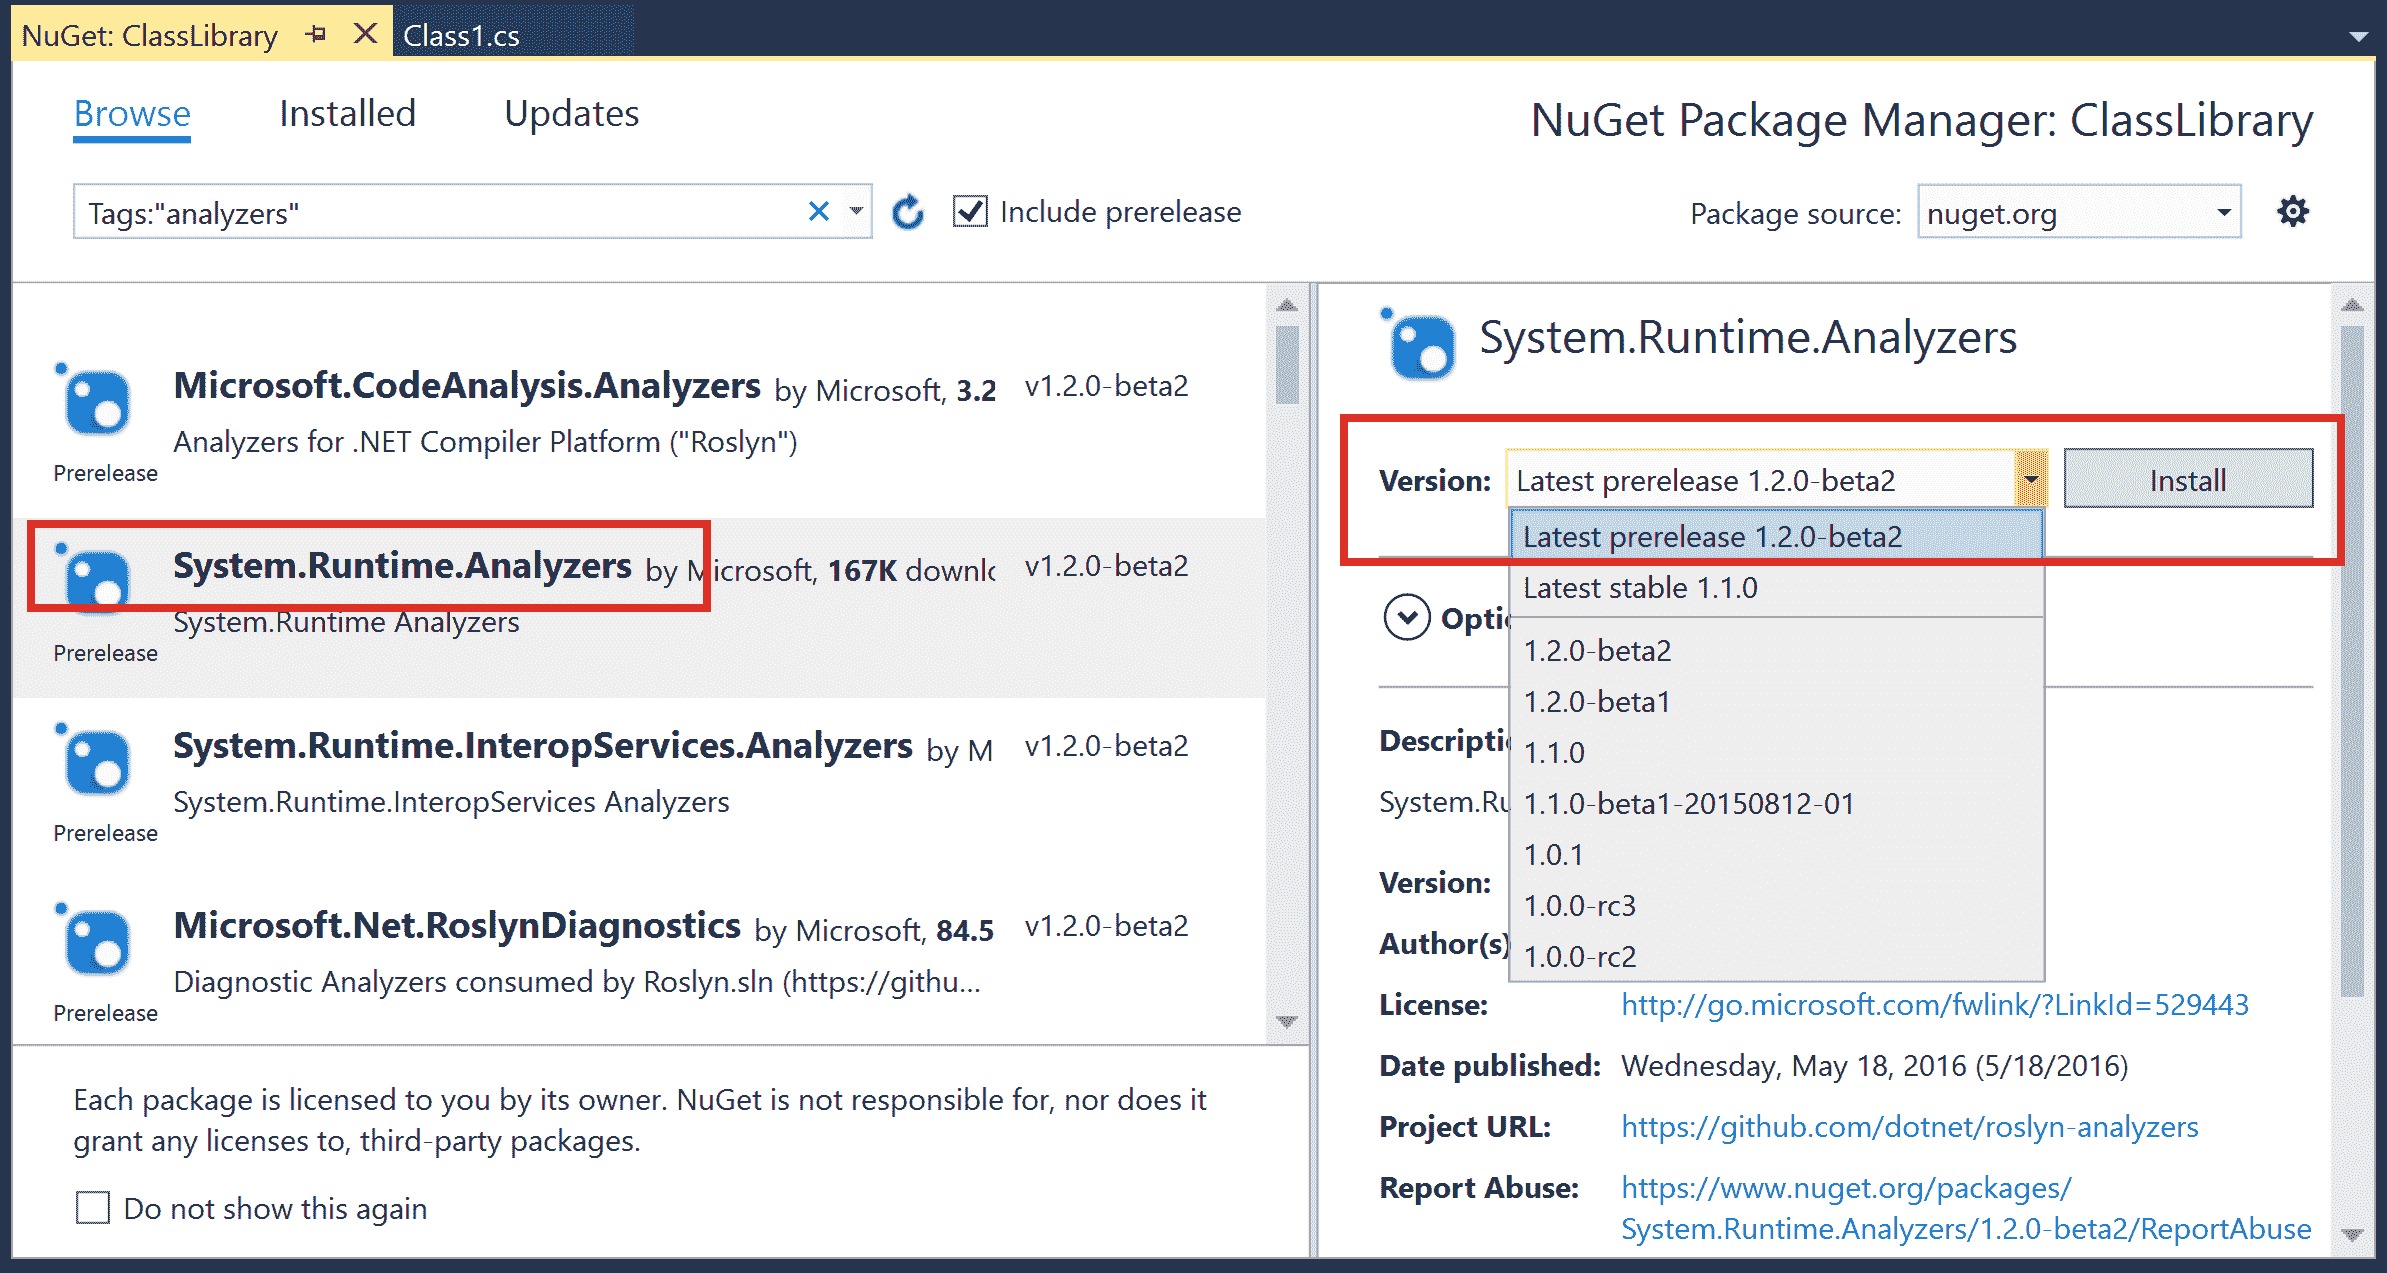 NuGet: ClassLibrary
Class1.cs
Browse
Installed
Updates
NuGet Package Manager: ClassLibrary
Tags:"analyzers"
Include prerelease
Package source:
nuget.org
Microsoft.CodeAnalysis.Analyzers by Microsoft, 3.2
v1.2.0-beta2
Analyzers for .NET Compiler Platform ("Roslyn")
Prerelease
System.Runtime.Analyzers by Microsoft, 167K downlo
v1.2.0-beta2
System.Runtime Analyzers
Prerelease
System.Runtime.InteropServices.Analyzers by M
v1.2.0-beta2
System.Runtime.InteropServices Analyzers
Prerelease
Microsoft.Net.RoslynDiagnostics by Microsoft, 84.5
v1.2.0-beta2
Diagnostic Analyzers consumed by Roslyn.sln (https://githu...
Prerelease
Each package is licensed to you by its owner. NuGet is not responsible for, nor does it
grant any licenses to, third-party packages.
Do not show this again
System.Runtime.Analyzers
Version:
Latest prerelease 1.2.0-beta2
Install
Latest prerelease 1.2.0-beta2
Latest stable 1.1.0
Optio
1.2.0-beta2
1.2.0-beta1
Descriptio
1.1.0
System.Ru
1.1.0-beta1-20150812-01
1.0.1
Version:
1.0.0-rc3
Author(s)
1.0.0-rc2
License:
http://go.microsoft.com/fwlink/?LinkId=529443
Date published:
Wednesday, May 18, 2016 (5/18/2016)
Project URL:
https://github.com/dotnet/roslyn-analyzers
Report Abuse:
https://www.nuget.org/packages/
System.Runtime.Analyzers/1.2.0-beta2/ReportAbuse